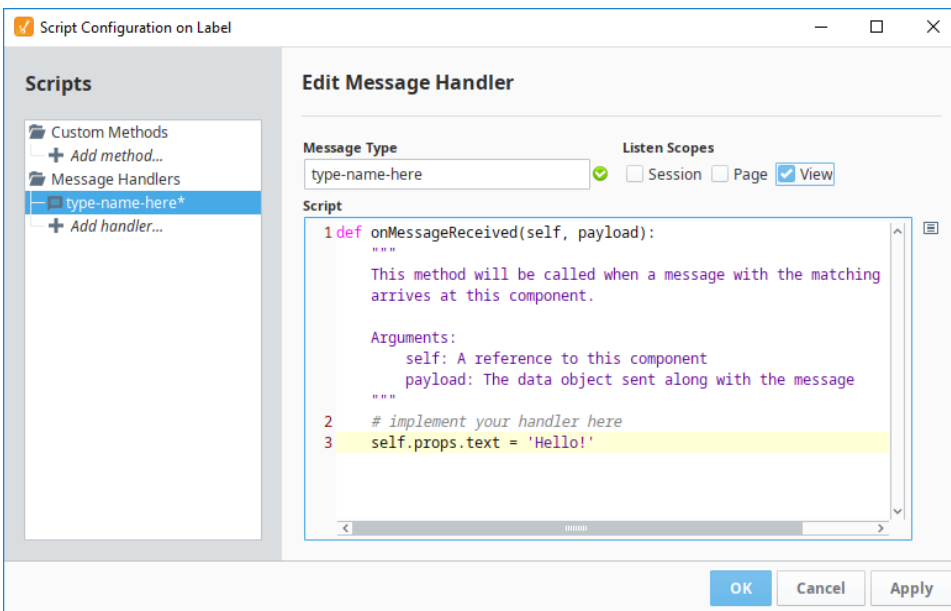 Script Configuration on Label
Scripts
Custom Methods
Add method...
Message Handlers
type-name-here*
Add handler...
Edit Message Handler
Message Type
Listen Scopes
type-name-here
Session Page View
Script
1 def onMessageReceived(self, payload):
"""
This method will be called when a message with the matching
arrives at this component.
Arguments:
self: A reference to this component
payload: The data object sent along with the message
"""
2 # implement your handler here
3 self.props.text = 'Hello!'
OK Cancel Apply